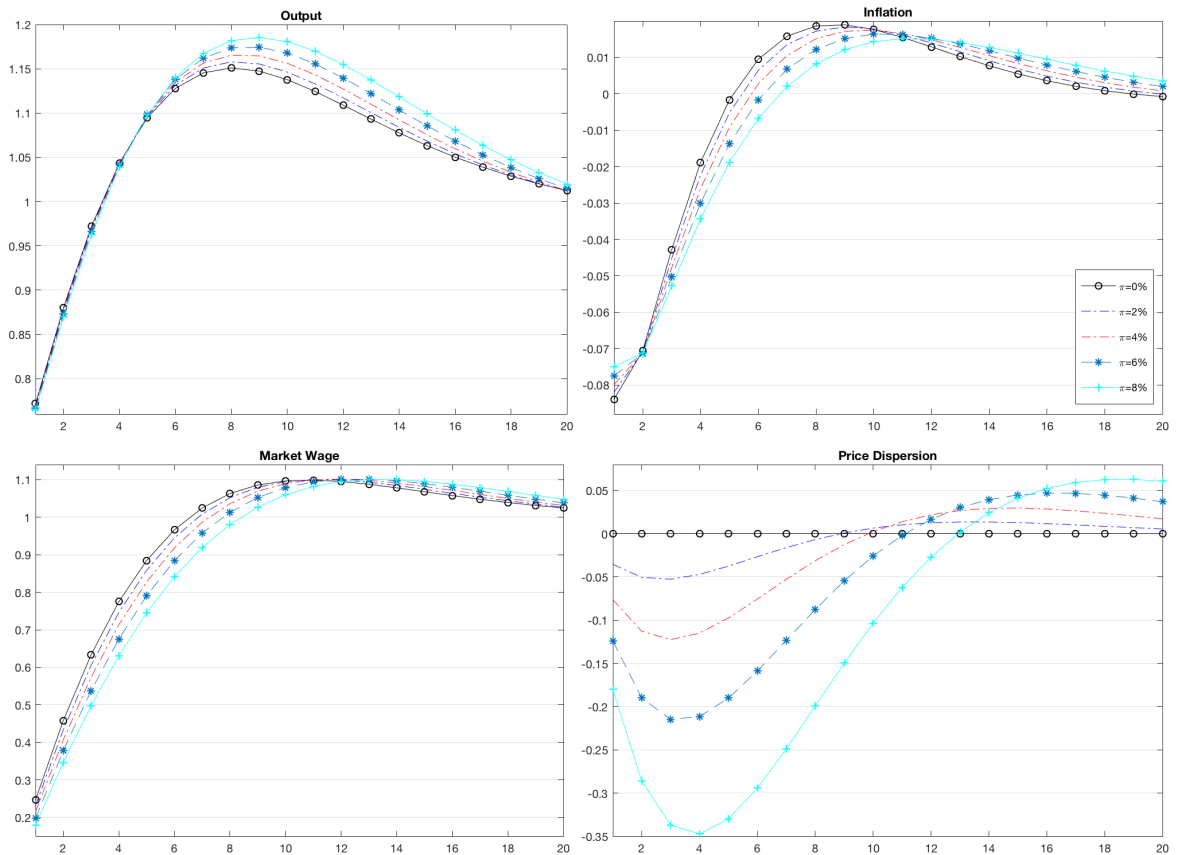 Output
1.2
1.15
1.1
1.05
1
0.95
0.9
0.85
0.8
2 4 6 8 10 12 14 16 18 20
Inflation
0.01
0
-0.01
-0.02
-0.03
-0.04
-0.05
-0.06
-0.07
-0.08
2 4 6 8 10 12 14 16 18 20
π=0%
π=2%
π=4%
π=6%
π=8%
Market Wage
1.1
1
0.9
0.8
0.7
0.6
0.5
0.4
0.3
0.2
2 4 6 8 10 12 14 16 18 20
Price Dispersion
0.05
0
-0.05
-0.1
-0.15
-0.2
-0.25
-0.3
-0.35
2 4 6 8 10 12 14 16 18 20